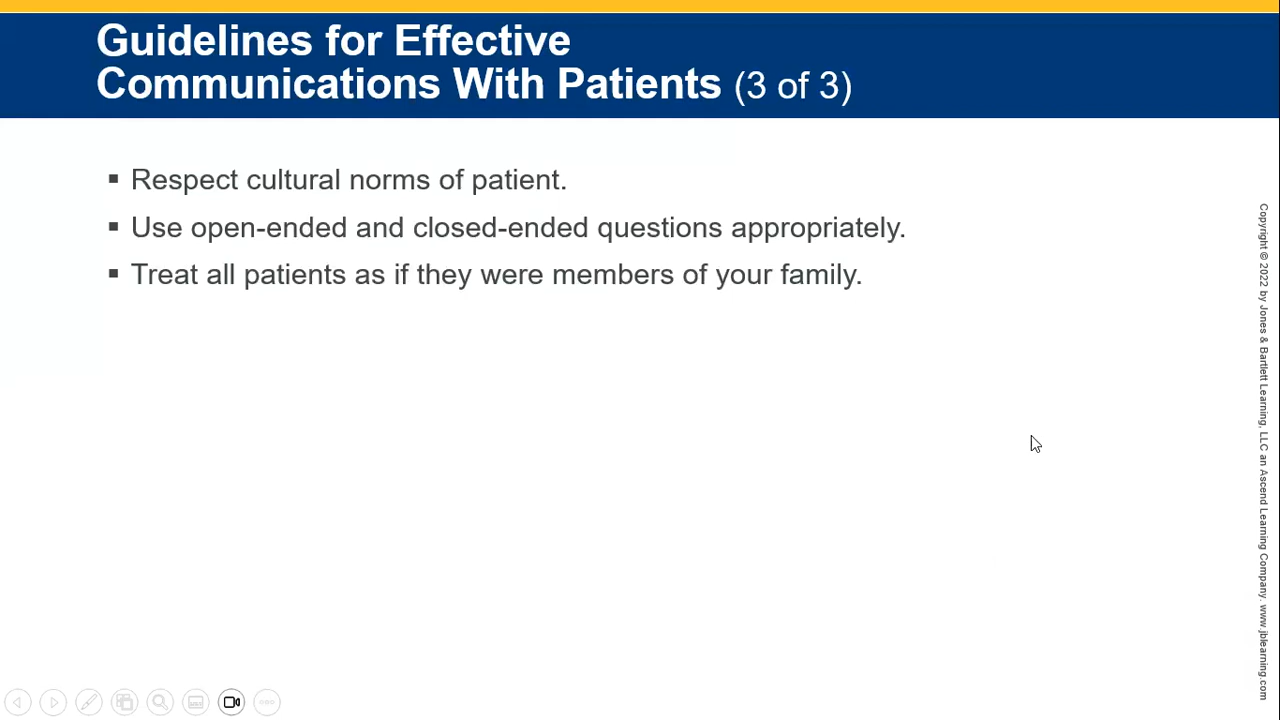 Guidelines for Effective
Communications With Patients (3 of 3)
▪ Respect cultural norms of patient.
▪ Use open-ended and closed-ended questions appropriately.
▪ Treat all patients as if they were members of your family.
Copyright © 2022 by Jones & Bartlett Learning, LLC an Ascend Learning Company. www.jblearning.com